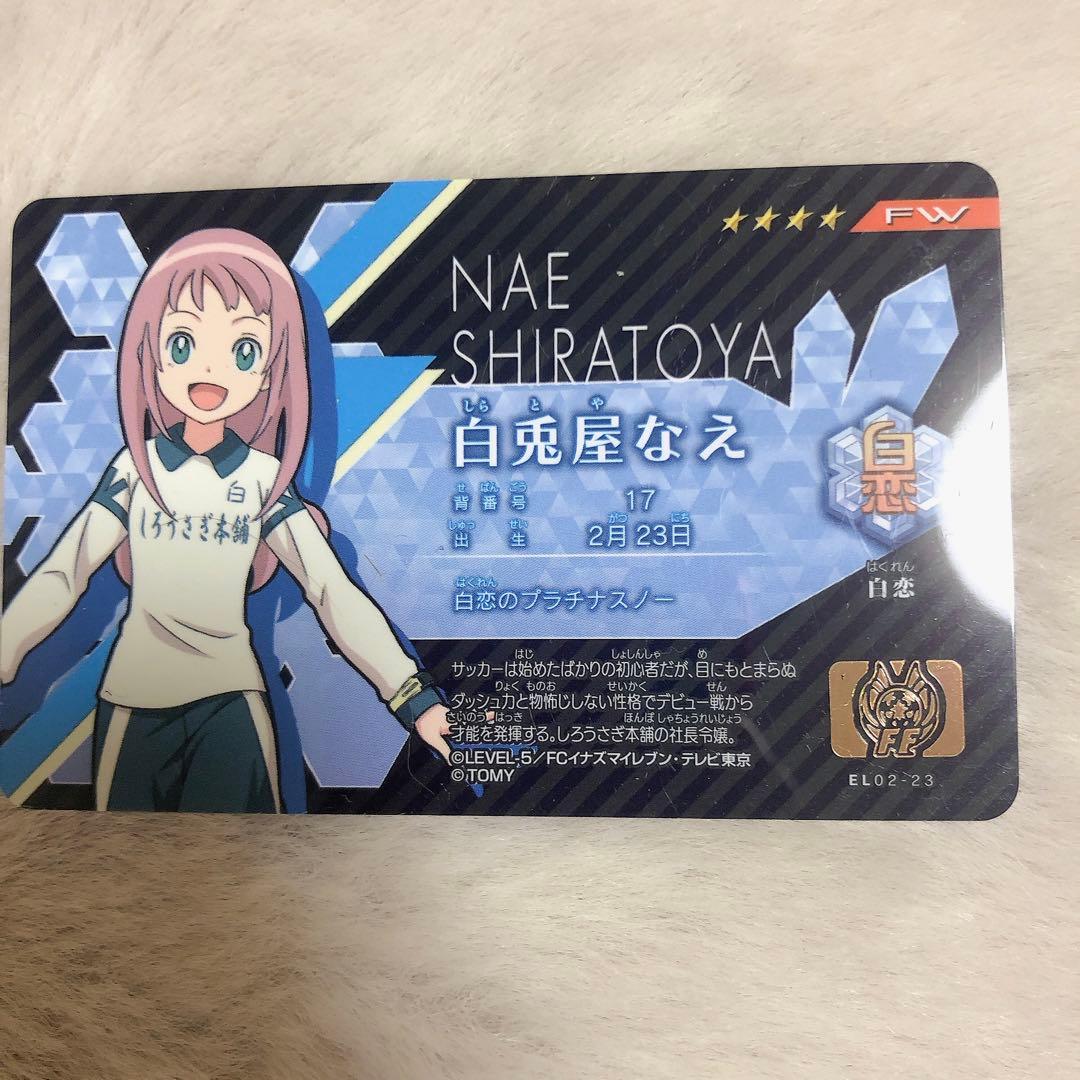 FW
NAE
SHIRATOYA
しら と や
白兎屋なえ
せ ばん ごう
背番号 17
しゅっ せい がつ にち
出生 2月23日
はくれん
白恋のプラチナスノー
白恋
はくれん
白恋
はじ しょしんしゃ め
サッカーは始めたばかりの初心者だが、目にもとまらぬ
りょく ものお せいかく せん
ダッシュ力と物怖じしない性格でデビュー戦から
さいのう はっき ほんぽ しゃちょうれいじょう
才能を発揮する。しろうさぎ本舗の社長令嬢。
©LEVEL-5/FCイナズマイレブン・テレビ東京
©TOMY
FF
EL02-23
白
しろうさぎ本舗